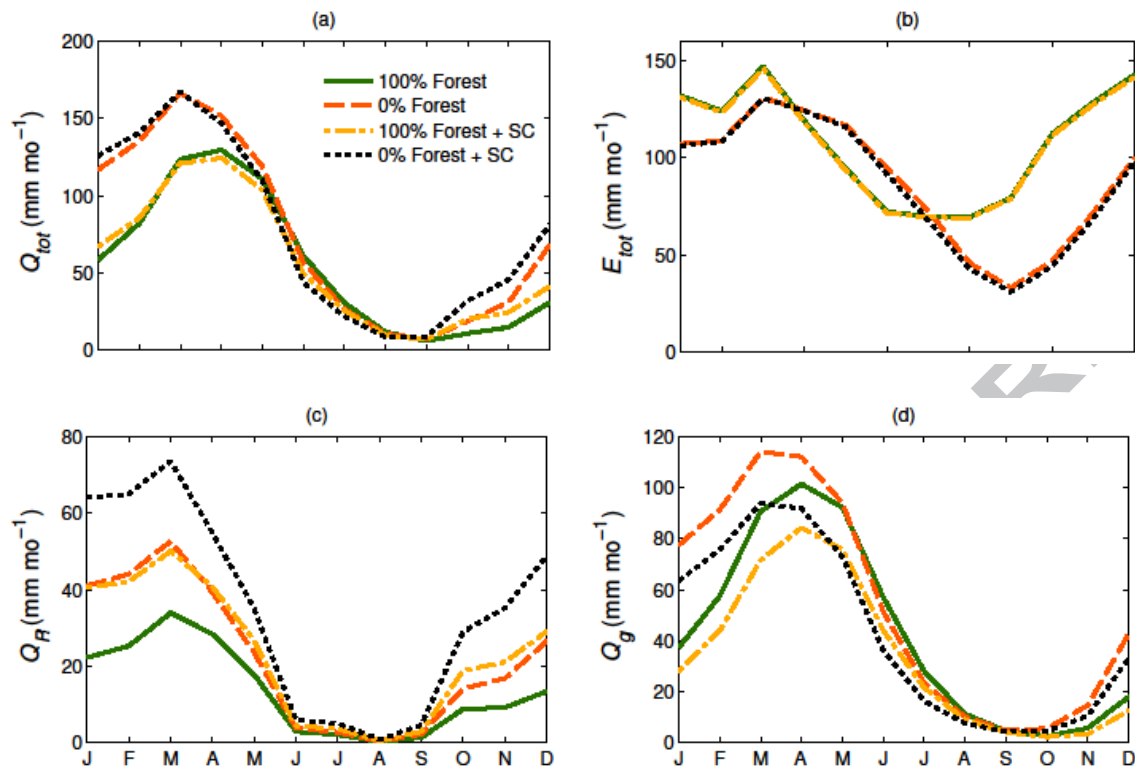 (a)
200
150
100
50
0
Q_tot (mm mo⁻¹)
100% Forest
0% Forest
100% Forest + SC
0% Forest + SC
(b)
150
100
50
0
E_tot (mm mo⁻¹)
(c)
80
60
40
20
0
Q_R (mm mo⁻¹)
J F M A M J J A S O N D
(d)
120
100
80
60
40
20
0
Q_g (mm mo⁻¹)
J F M A M J J A S O N D